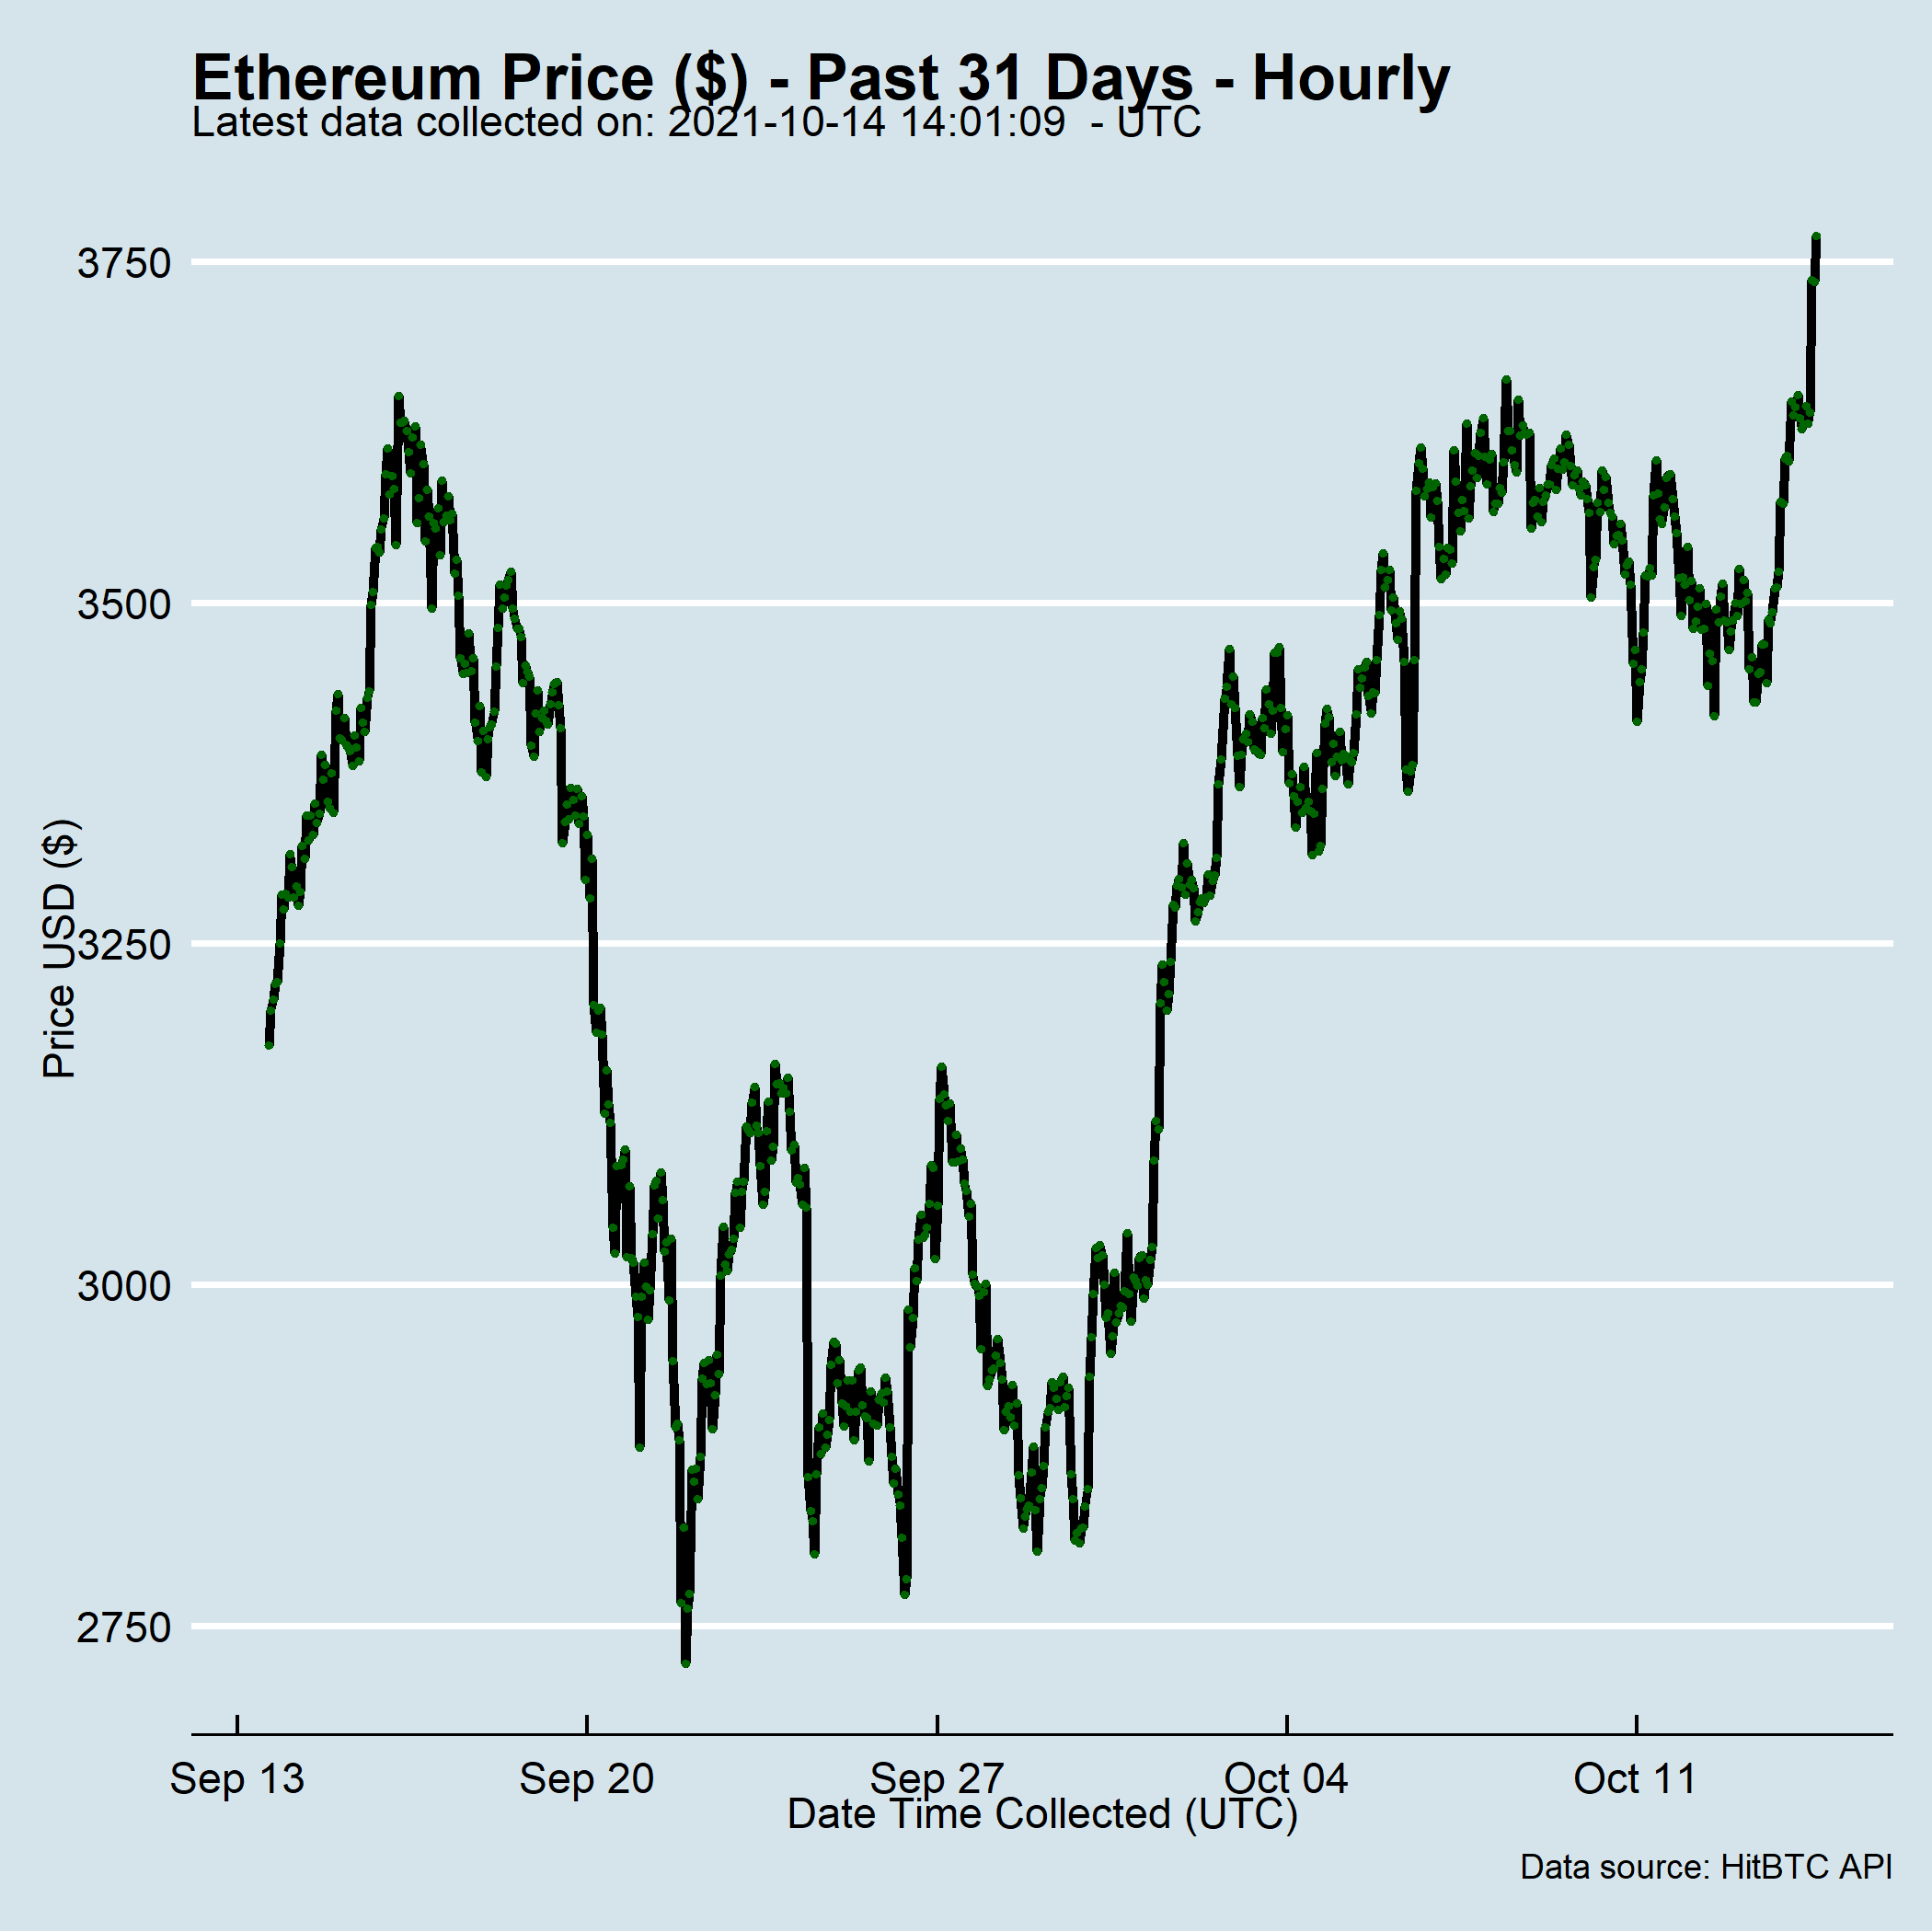 Ethereum Price ($) - Past 31 Days - Hourly
Latest data collected on: 2021-10-14 14:01:09  - UTC
Price USD ($)
3750
3500
3250
3000
2750
Sep 13
Sep 20
Sep 27
Oct 04
Oct 11
Date Time Collected (UTC)
Data source: HitBTC API